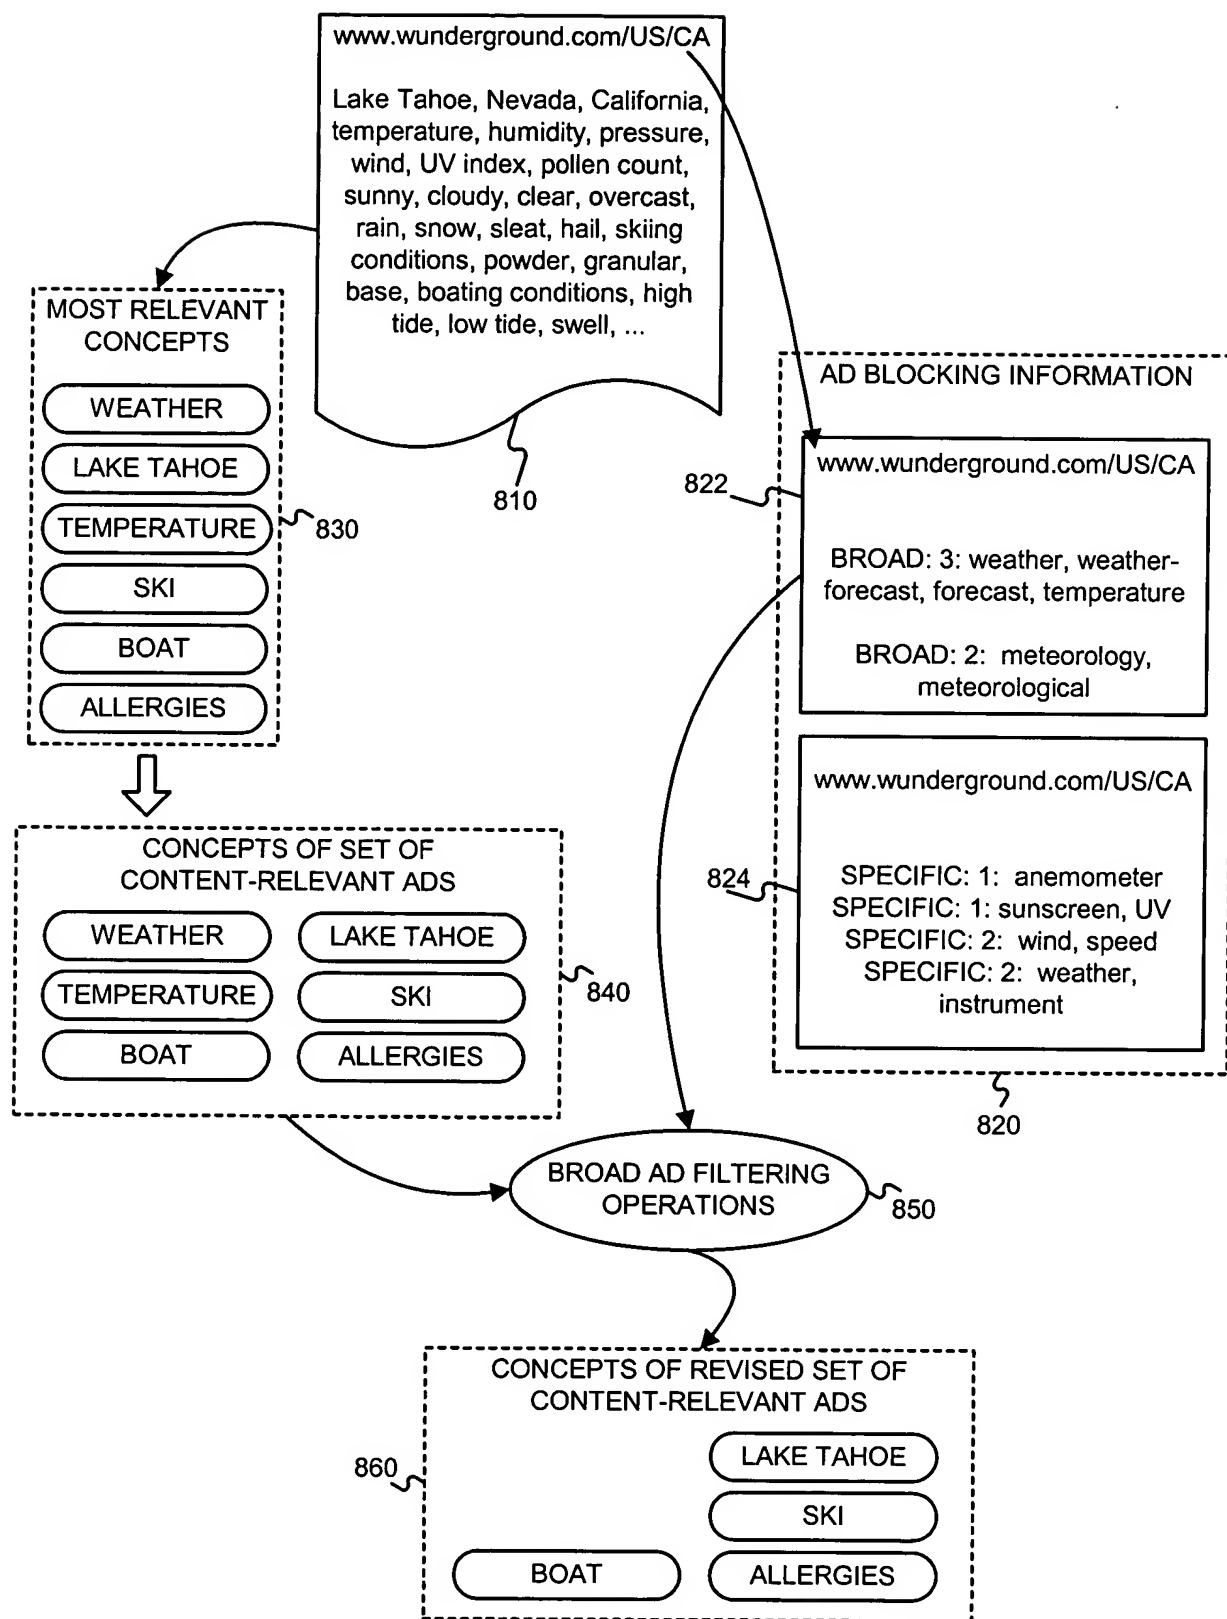 www.wunderground.com/US/CA
Lake Tahoe, Nevada, California,
temperature, humidity, pressure,
wind, UV index, pollen count,
sunny, cloudy, clear, overcast,
rain, snow, sleat, hail, skiing
conditions, powder, granular,
base, boating conditions, high
tide, low tide, swell, ...
810
MOST RELEVANT
CONCEPTS
WEATHER
LAKE TAHOE
TEMPERATURE
SKI
BOAT
ALLERGIES
830
AD BLOCKING INFORMATION
www.wunderground.com/US/CA
822
BROAD: 3: weather, weather-
forecast, forecast, temperature
BROAD: 2: meteorology,
meteorological
www.wunderground.com/US/CA
824
SPECIFIC: 1: anemometer
SPECIFIC: 1: sunscreen, UV
SPECIFIC: 2: wind, speed
SPECIFIC: 2: weather,
instrument
820
CONCEPTS OF SET OF
CONTENT-RELEVANT ADS
WEATHER
LAKE TAHOE
TEMPERATURE
SKI
BOAT
ALLERGIES
840
BROAD AD FILTERING
OPERATIONS
850
CONCEPTS OF REVISED SET OF
CONTENT-RELEVANT ADS
860
LAKE TAHOE
SKI
BOAT
ALLERGIES